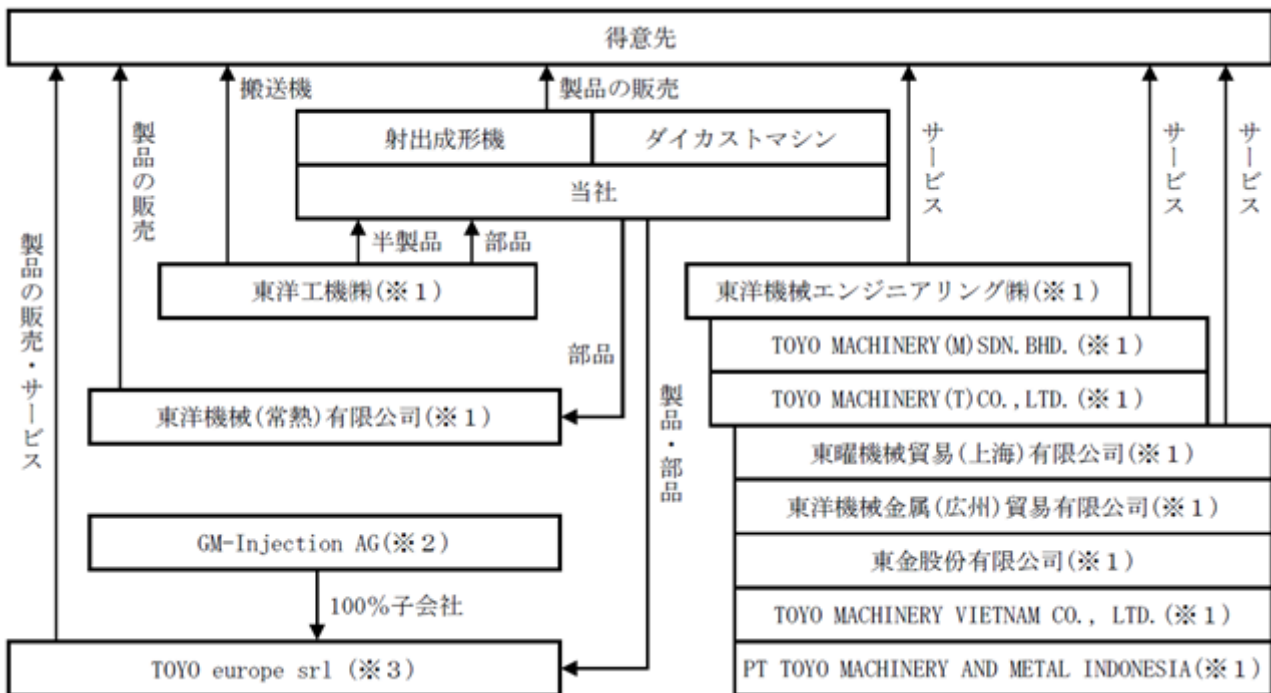 得意先
搬送機
製品の販売
射出成形機
ダイカストマシン
当社
製品の販売
サービス
サービス
サービス
半製品
部品
東洋工機㈱(※1)
東洋機械エンジニアリング㈱(※1)
製品の販売・サービス
TOYO MACHINERY(M)SDN.BHD.(※1)
部品
TOYO MACHINERY(T)CO.,LTD.(※1)
東洋機械(常熱)有限公司(※1)
製品・部品
東曜機械貿易(上海)有限公司(※1)
東洋機械金属(広州)貿易有限公司(※1)
GM-Injection AG(※2)
東金股份有限公司(※1)
100%子会社
TOYO MACHINERY VIETNAM CO., LTD.(※1)
TOYO europe srl (※3)
PT TOYO MACHINERY AND METAL INDONESIA(※1)